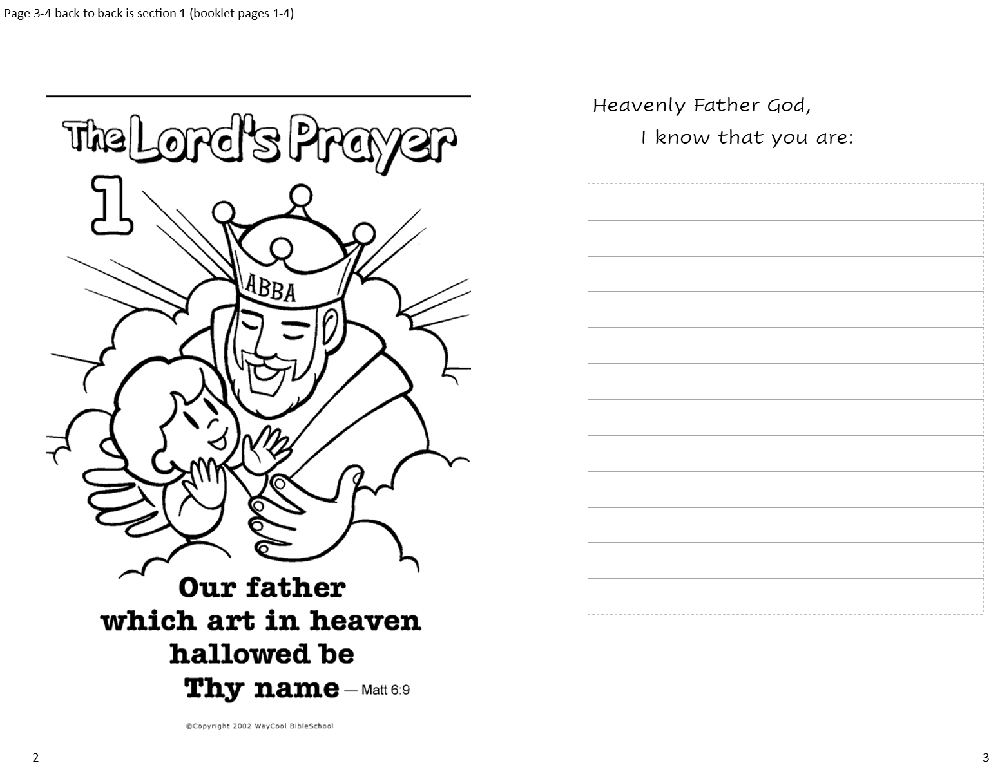 Page 3-4 back to back is section 1 (booklet pages 1-4)
The Lord's Prayer
1
ABBA
Our father
which art in heaven
hallowed be
Thy name — Matt 6:9
©Copyright 2002 WayCool BibleSchool
2
Heavenly Father God,
I know that you are:
3